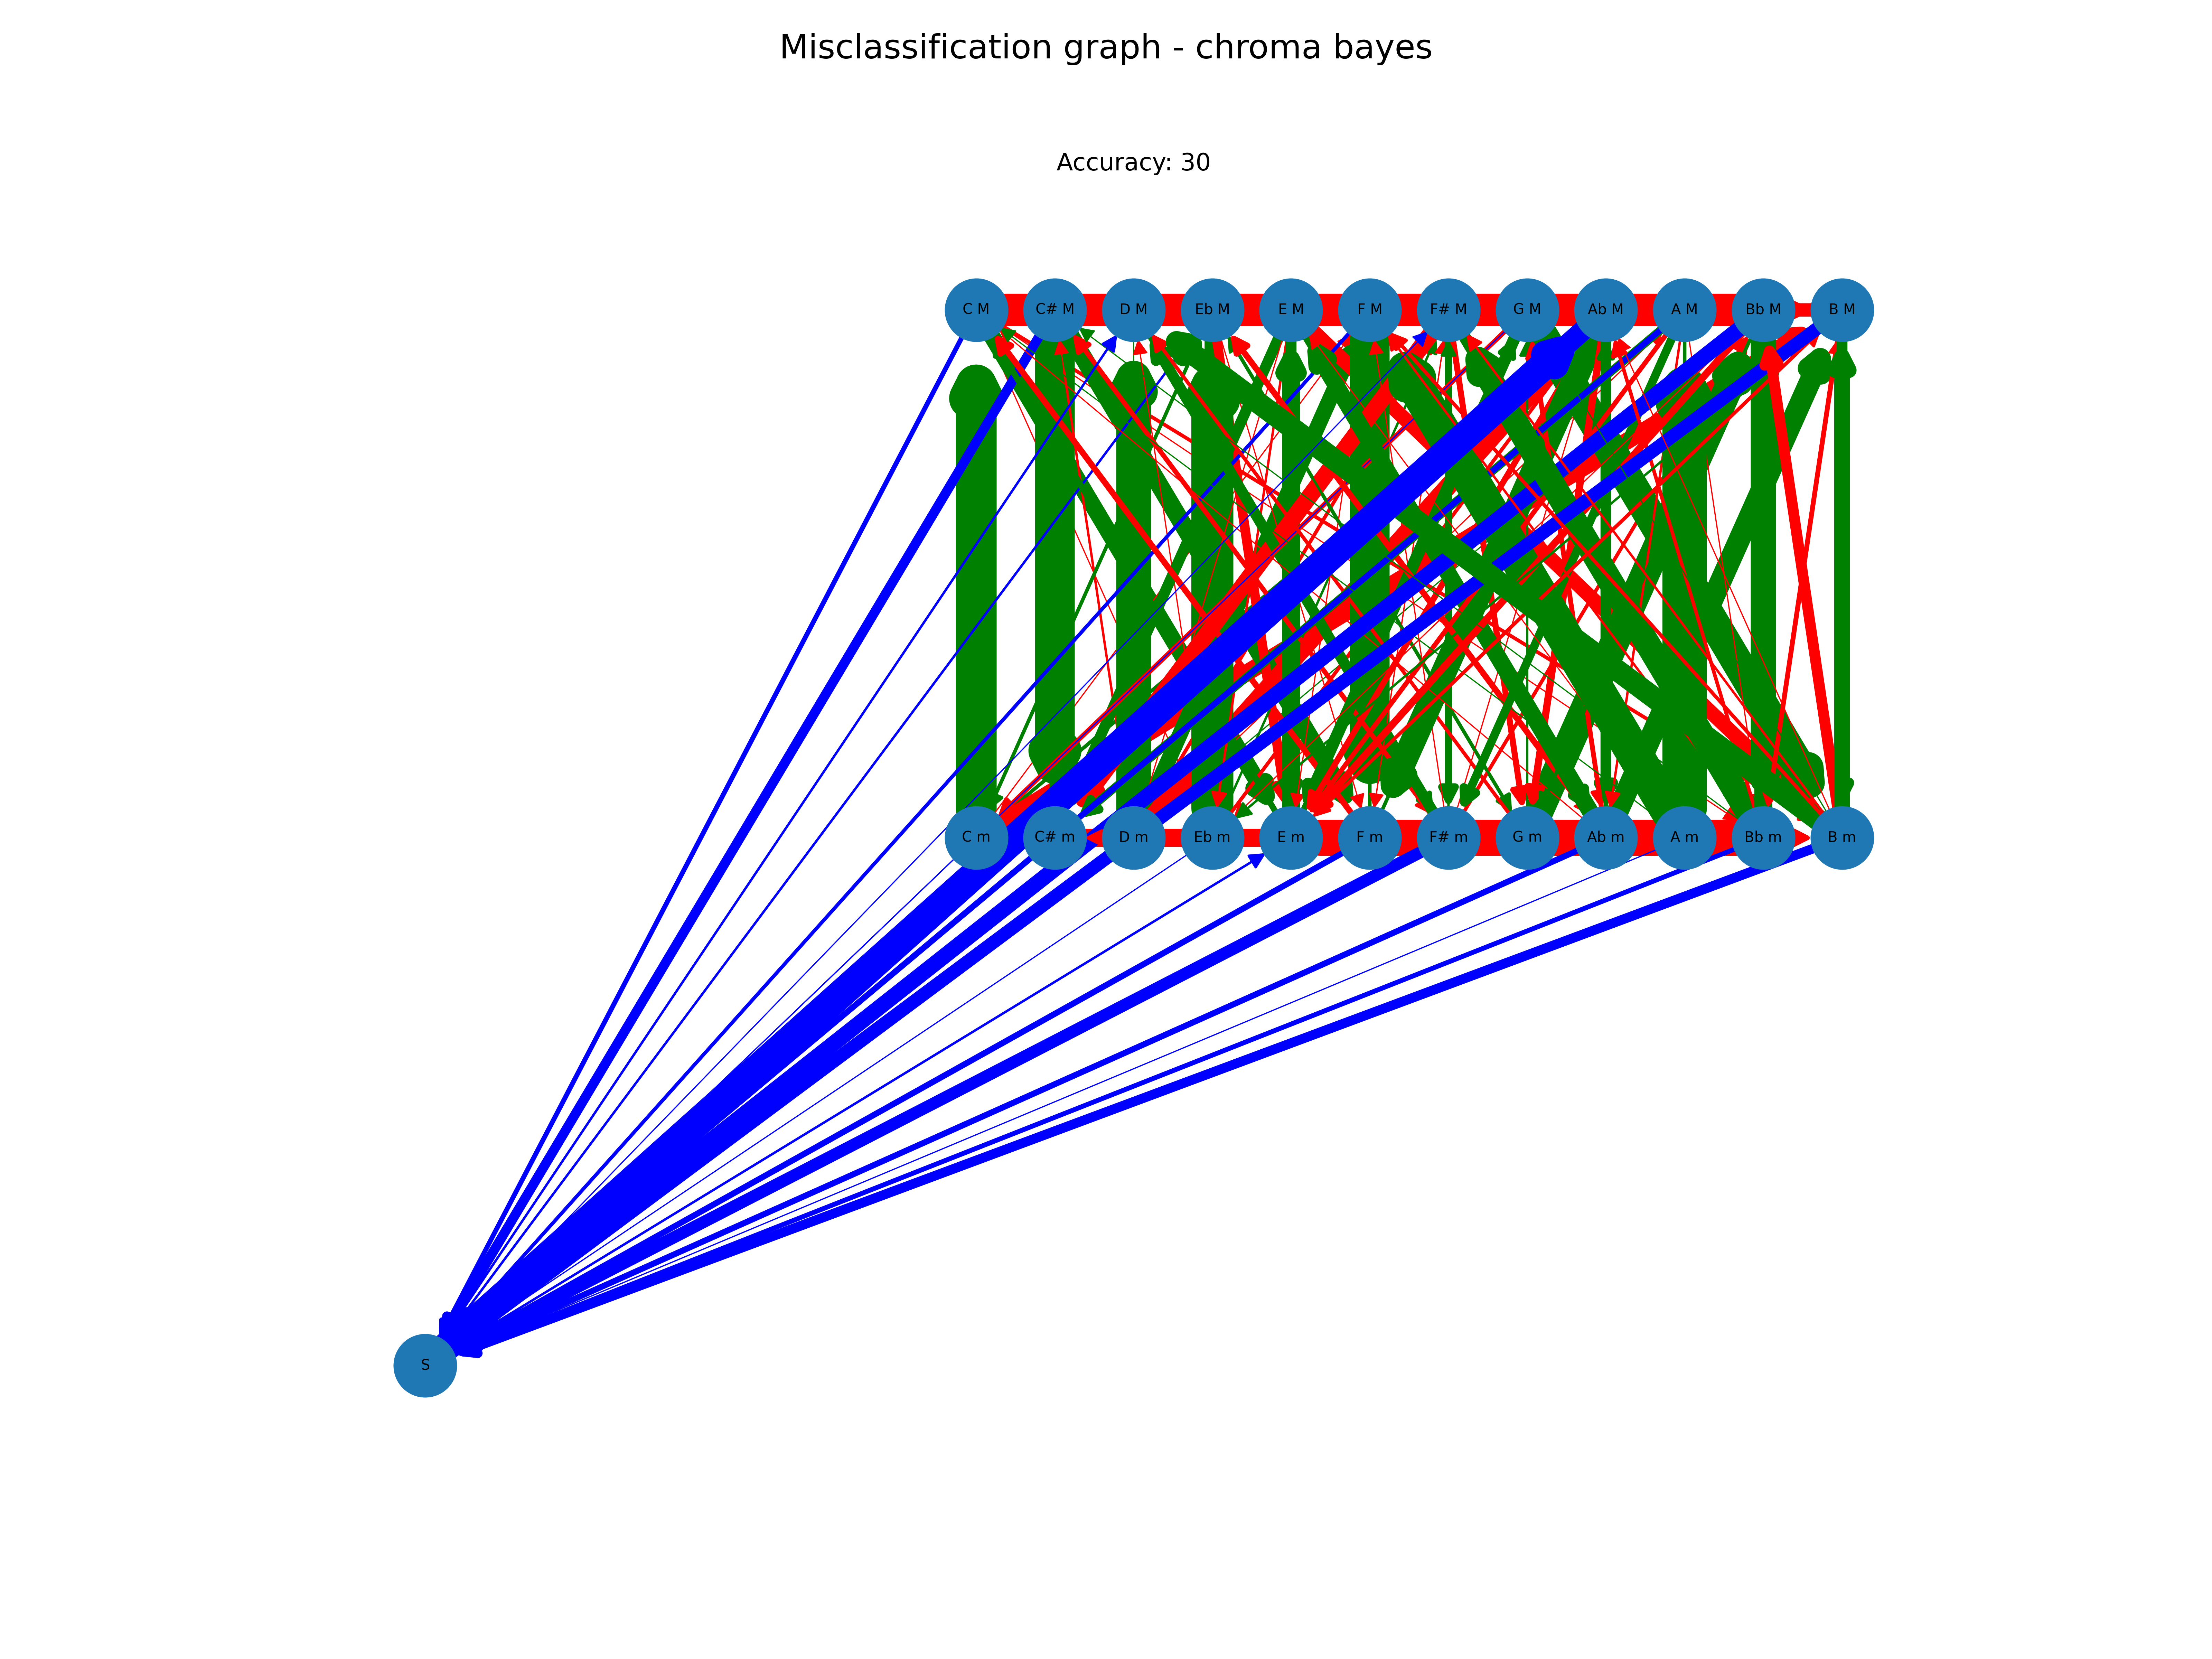 Misclassification graph - chroma bayes
Accuracy: 30
C M C# M D M Eb M E M F M F# M G M Ab M A M Bb M B M
C m C# m D m Eb m E m F m F# m G m Ab m A m Bb m B m
S